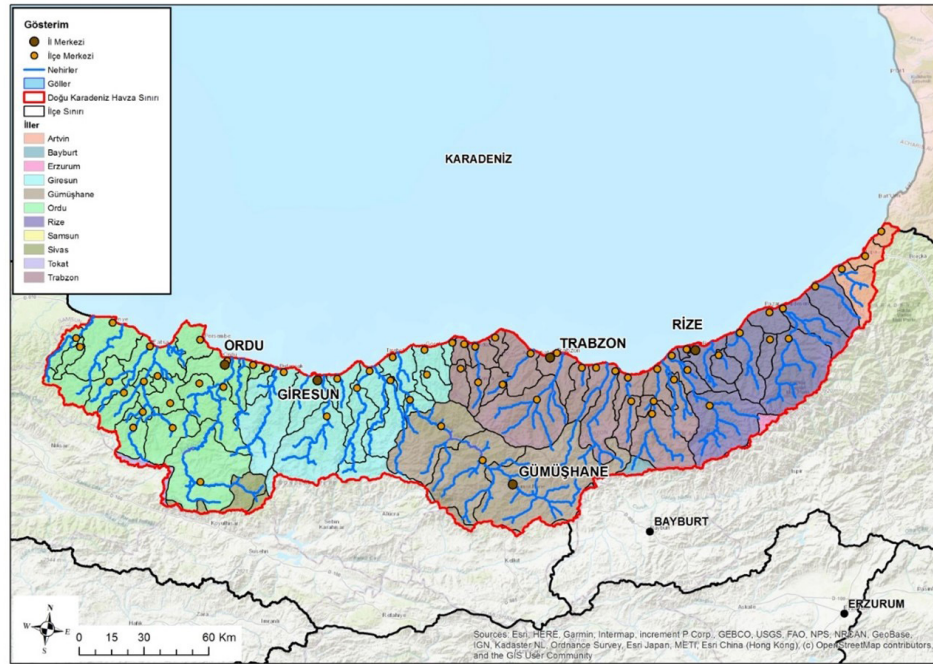 Gösterim
İl Merkezi
İlçe Merkezi
Nehirler
Göller
Doğu Karadeniz Havza Sınırı
İlçe Sınırı
İller
Artvin
Bayburt
Erzurum
Giresun
Gümüşhane
Ordu
Rize
Samsun
Sivas
Tokat
Trabzon
KARADENİZ
RİZE
ORDU
TRABZON
GİRESUN
GÜMÜŞHANE
BAYBURT
ERZURUM
N
W E
S
0 15 30 60 Km
Sources: Esri, HERE, Garmin, Intermap, increment P Corp., GEBCO, USGS, FAO, NPS, NRCAN, GeoBase,
IGN, Kadaster NL, Ordnance Survey, Esri Japan, METI, Esri China (Hong Kong), (c) OpenStreetMap contributors,
and the GIS User Community